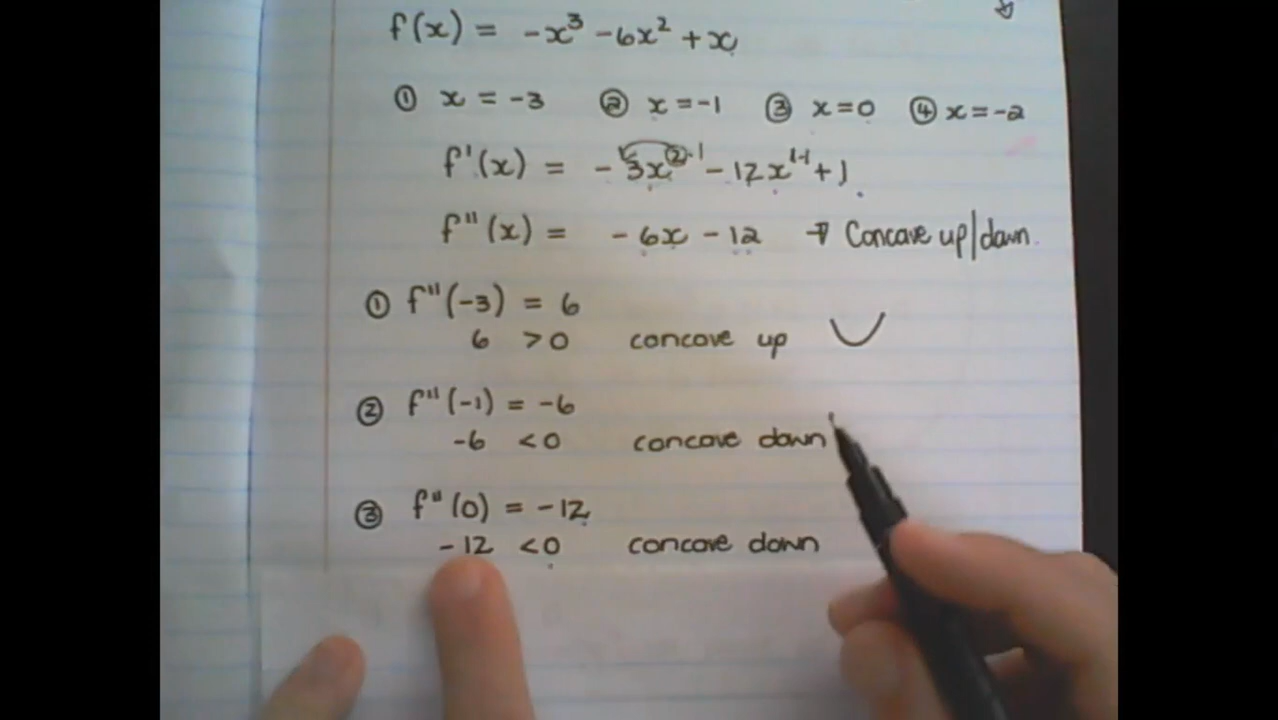 f(x) = -x³ - 6x² + x
① x = -3 ② x = -1 ③ x = 0 ④ x = -2
f'(x) = -3x²⁻¹ - 12x¹⁻¹ + 1
f''(x) = -6x - 12 → Concave up/down.
① f''(-3) = 6
6 > 0 concave up
② f''(-1) = -6
-6 < 0 concave down
③ f''(0) = -12
-12 < 0 concave down